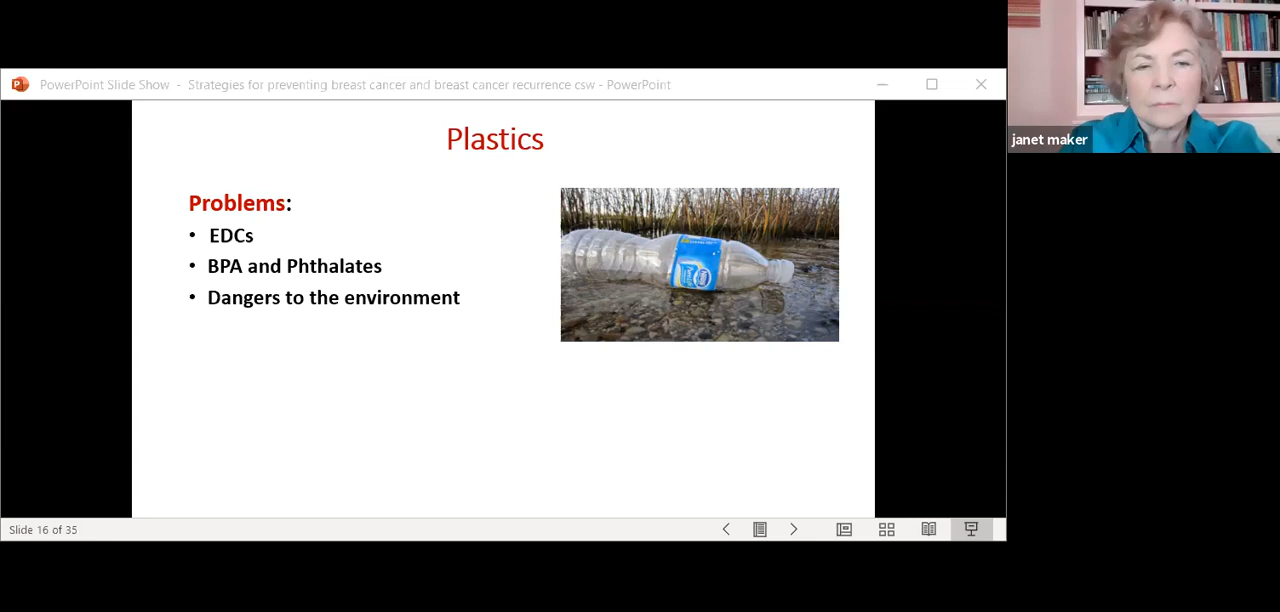 PowerPoint Slide Show - Strategies for preventing breast cancer and breast cancer recurrence csw - PowerPoint
janet maker
Plastics
Problems:
• EDCs
• BPA and Phthalates
• Dangers to the environment
Slide 16 of 35